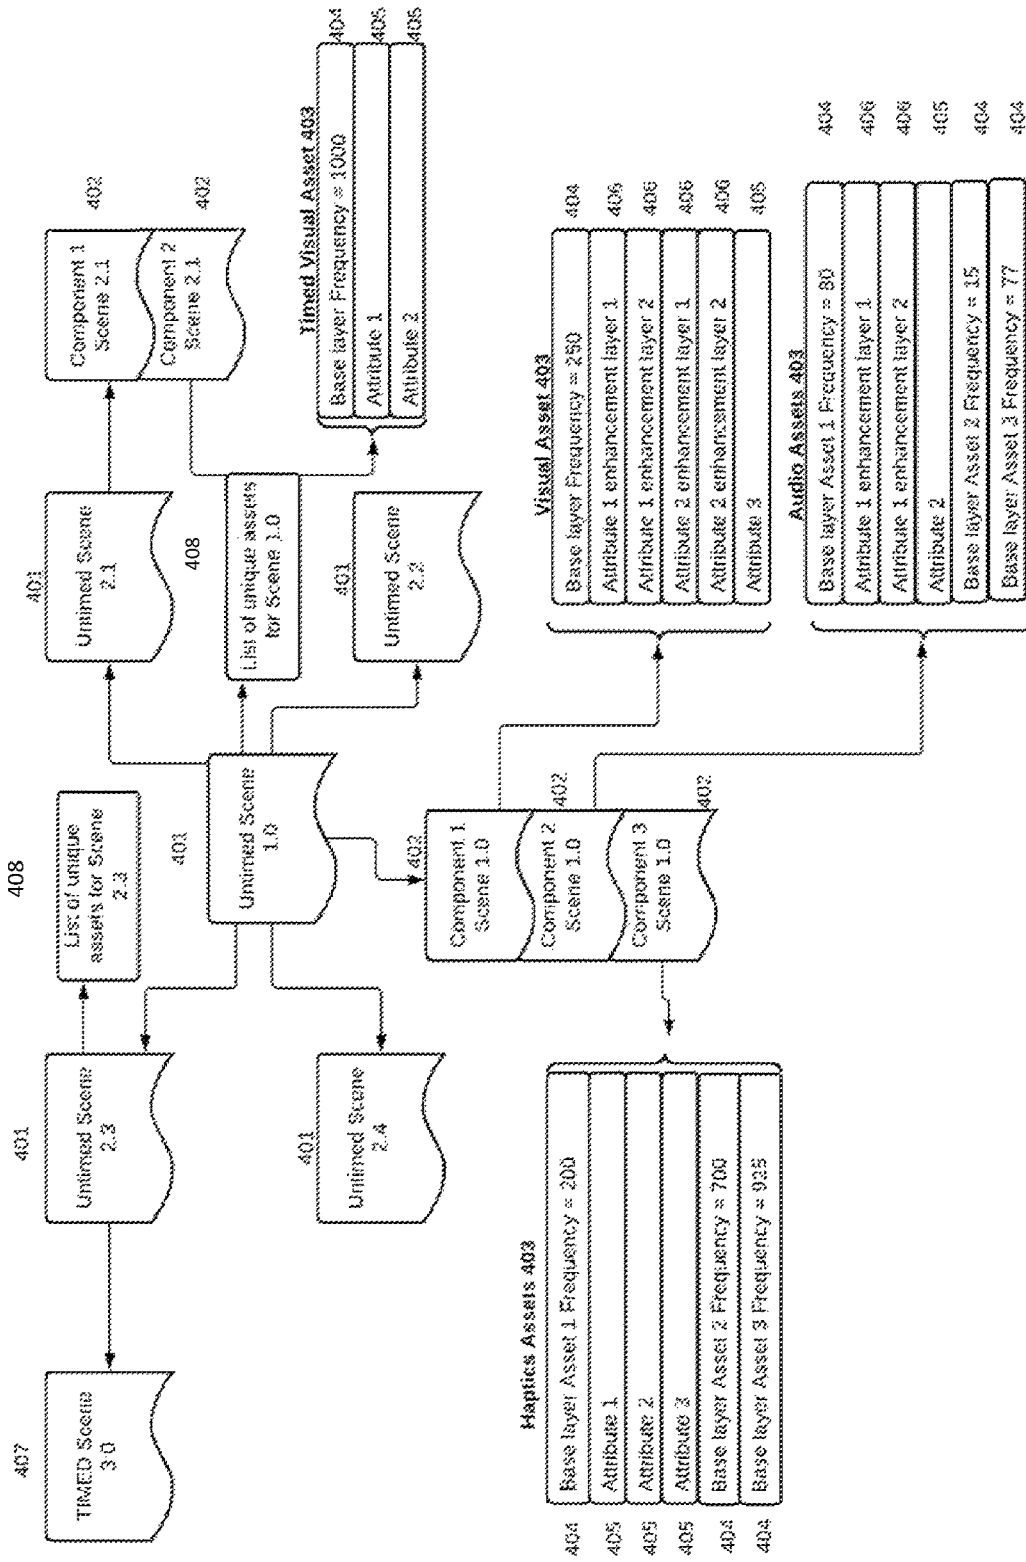 407
TIMED Scene
3.0
401
Untimed Scene
2.3
408
List of unique
assets for Scene
2.3
401
Untimed Scene
2.1
402
Component 1
Scene 2.1
Component 2
Scene 2.1
402
408
List of unique assets
for Scene 1.0
401
Untimed Scene
1.0
401
Untimed Scene
2.4
401
Untimed Scene
2.2
Timed Visual Asset 403
Base layer Frequency = 1000
404
Attribute 1
405
Attribute 2
405
402
Component 1
Scene 1.0
Component 2
Scene 1.0
402
Component 3
Scene 1.0
402
Haptics Assets 403
404
Base layer Asset 1 Frequency = 200
405
Attribute 1
405
Attribute 2
405
Attribute 3
404
Base layer Asset 2 Frequency = 700
404
Base layer Asset 3 Frequency = 935
Visual Asset 403
Base layer Frequency = 250
404
Attribute 1 enhancement layer 1
406
Attribute 1 enhancement layer 2
406
Attribute 2 enhancement layer 1
406
Attribute 2 enhancement layer 2
406
Attribute 3
405
Audio Assets 403
Base layer Asset 1 Frequency = 80
404
Attribute 1 enhancement layer 1
406
Attribute 1 enhancement layer 2
406
Attribute 2
405
Base layer Asset 2 Frequency = 15
404
Base layer Asset 3 Frequency = 77
404